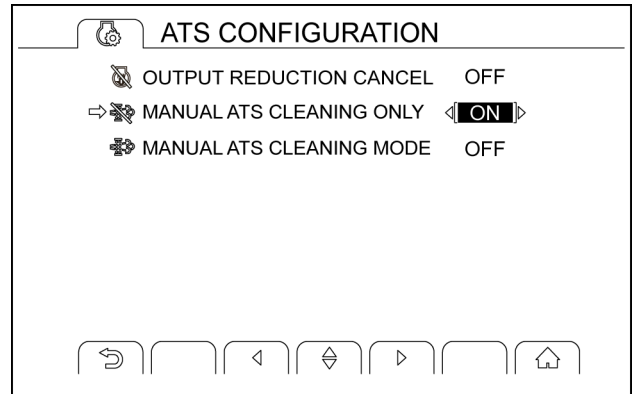 ATS CONFIGURATION
OUTPUT REDUCTION CANCEL OFF
MANUAL ATS CLEANING ONLY ON
MANUAL ATS CLEANING MODE OFF